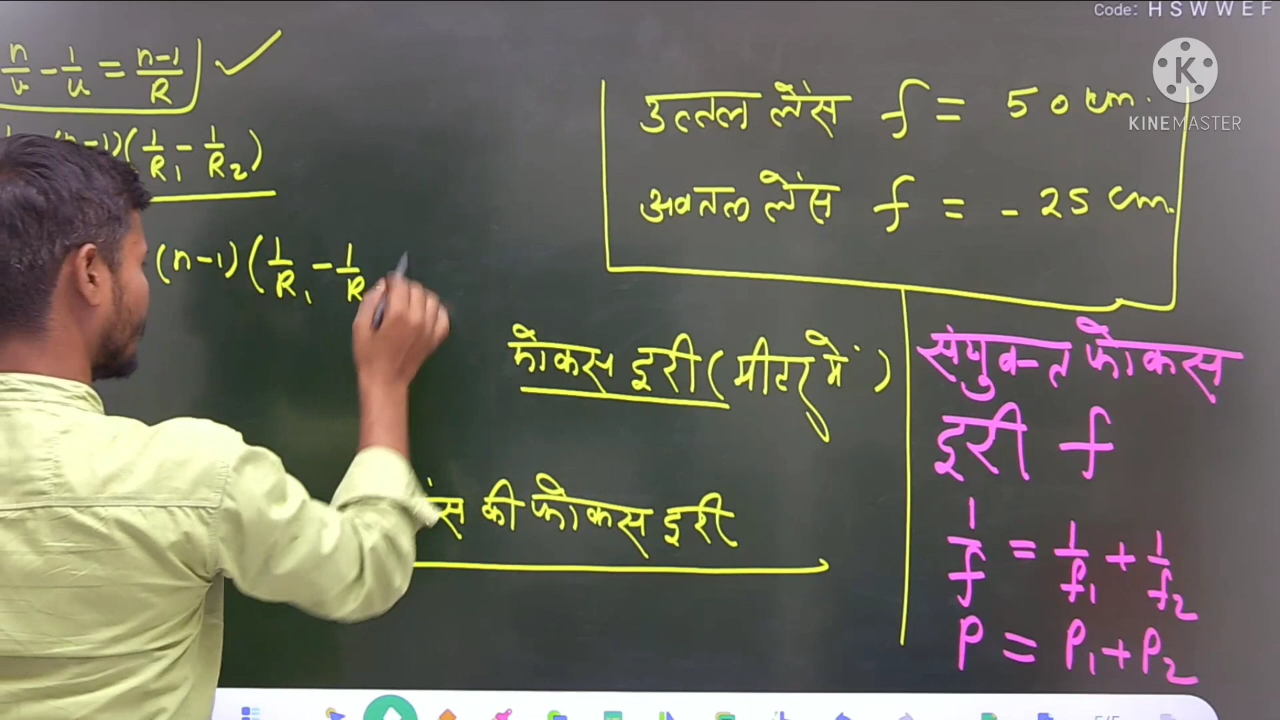 Code: H S W W E F
KINEMASTER
n/v - 1/u = (n-1)/R ✓
(1/R₁ - 1/R₂)
(n-1)(1/R₁ - 1/R
उत्तल लेंस f = 50 cm.
अवतल लेंस f = - 25 cm.
फोकस दूरी (मीटर में)
की फोकस दूरी
संयुक्त फोकस
दूरी f
1/f = 1/f₁ + 1/f₂
P = P₁ + P₂